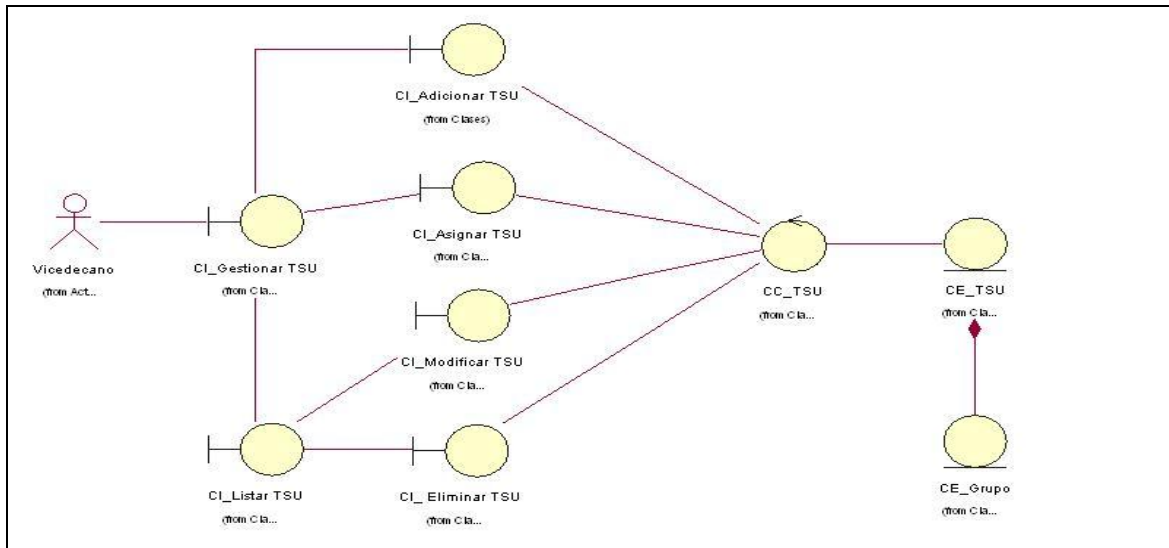 CI_Adicionar TSU
(from Clases)
CI_Asignar TSU
(from Cla...
Vicedecano
(from Act...
CI_Gestionar TSU
(from Cla...
CC_TSU
(from Cla...
CE_TSU
(from Cla...
CI_Modificar TSU
(from Cla...
CI_Listar TSU
(from Cla...
CI_ Eliminar TSU
(from Cla...
CE_Grupo
(from Cla...